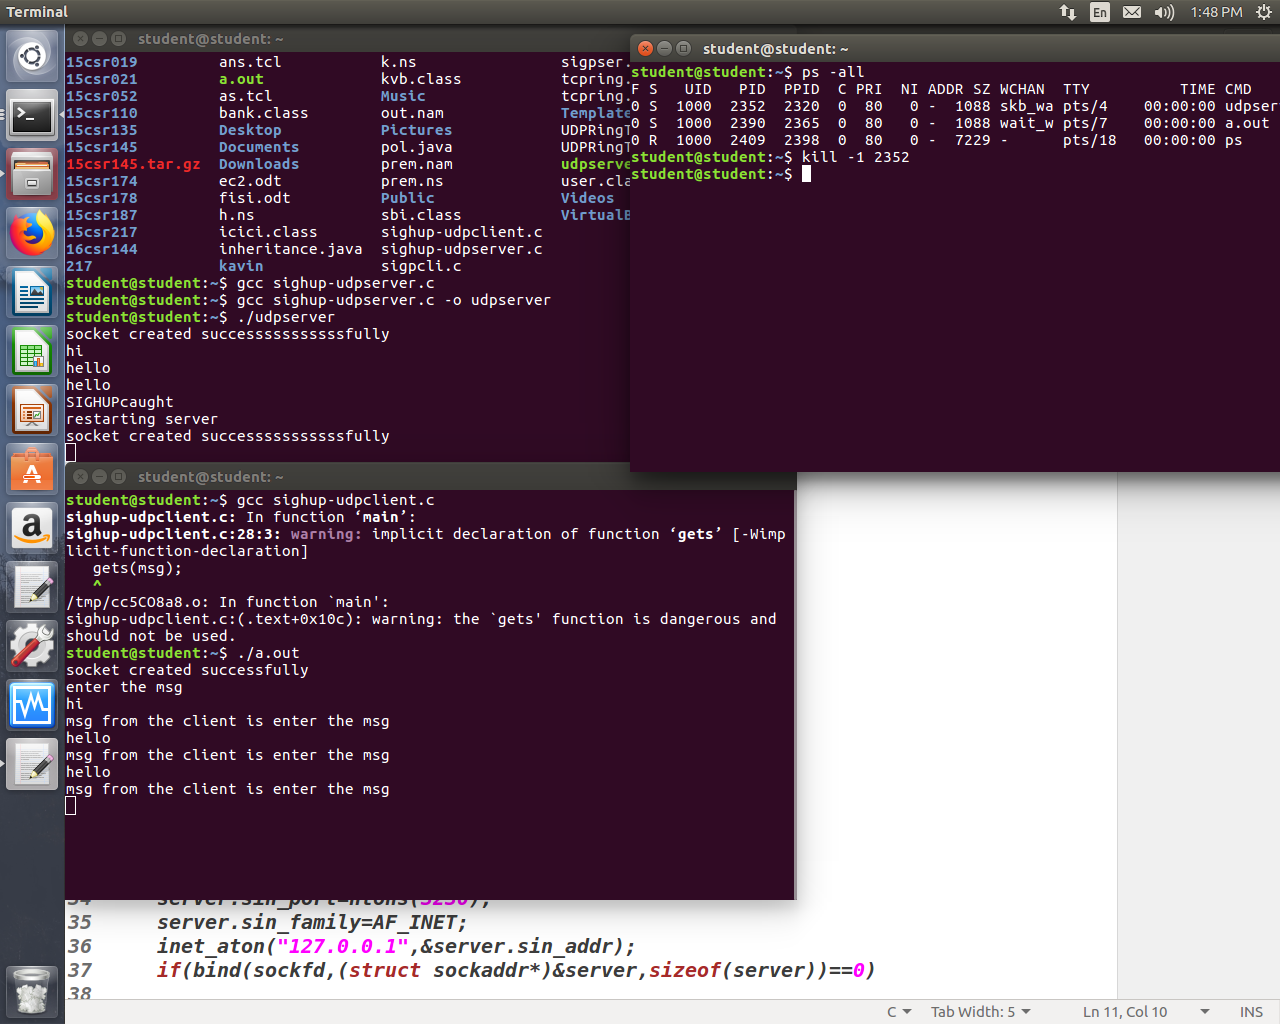 Terminal
En
1:48 PM
student@student: ~
15csr019 ans.tcl k.ns sigpser.
15csr021 a.out kvb.class tcpring.
15csr052 as.tcl Music tcpring.
15csr110 bank.class out.nam Template
15csr135 Desktop Pictures UDPRingT
15csr145 Documents pol.java UDPRingT
15csr145.tar.gz Downloads prem.nam udpserve
15csr174 ec2.odt prem.ns user.cla
15csr178 fisi.odt Public Videos
15csr187 h.ns sbi.class VirtualB
15csr217 icici.class sighup-udpclient.c
16csr144 inheritance.java sighup-udpserver.c
217 kavin sigpcli.c
student@student:~$ gcc sighup-udpserver.c
student@student:~$ gcc sighup-udpserver.c -o udpserver
student@student:~$ ./udpserver
socket created successssssssssssfully
hi
hello
hello
SIGHUPcaught
restarting server
socket created successssssssssssfully
student@student: ~
student@student:~$ ps -all
F S UID PID PPID C PRI NI ADDR SZ WCHAN TTY TIME CMD
0 S 1000 2352 2320 0 80 0 - 1088 skb_wa pts/4 00:00:00 udpser
0 S 1000 2390 2365 0 80 0 - 1088 wait_w pts/7 00:00:00 a.out
0 R 1000 2409 2398 0 80 0 - 7229 - pts/18 00:00:00 ps
student@student:~$ kill -1 2352
student@student:~$
student@student: ~
student@student:~$ gcc sighup-udpclient.c
sighup-udpclient.c: In function ‘main’:
sighup-udpclient.c:28:3: warning: implicit declaration of function ‘gets’ [-Wimp
licit-function-declaration]
gets(msg);
^
/tmp/cc5CO8a8.o: In function `main':
sighup-udpclient.c:(.text+0x10c): warning: the `gets' function is dangerous and
should not be used.
student@student:~$ ./a.out
socket created successfully
enter the msg
hi
msg from the client is enter the msg
hello
msg from the client is enter the msg
hello
msg from the client is enter the msg
34 server.sin_port=htons(5250);
35 server.sin_family=AF_INET;
36 inet_aton("127.0.0.1",&server.sin_addr);
37 if(bind(sockfd,(struct sockaddr*)&server,sizeof(server))==0)
38
C Tab Width: 5 Ln 11, Col 10 INS